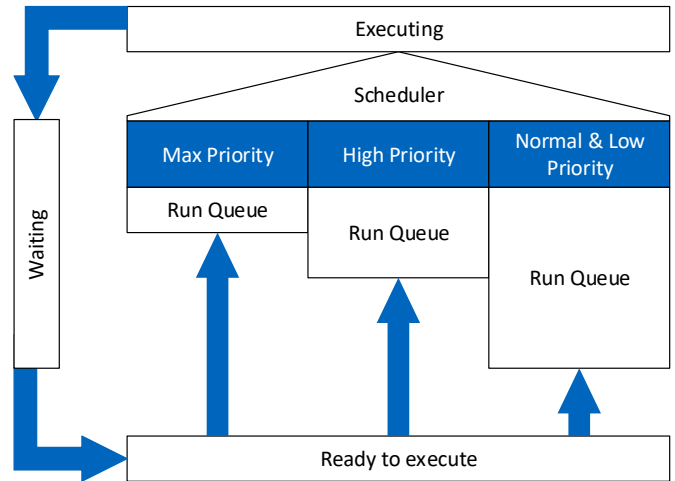 Executing
Scheduler
Max Priority
High Priority
Normal & Low
Priority
Run Queue
Run Queue
Run Queue
Waiting
Ready to execute